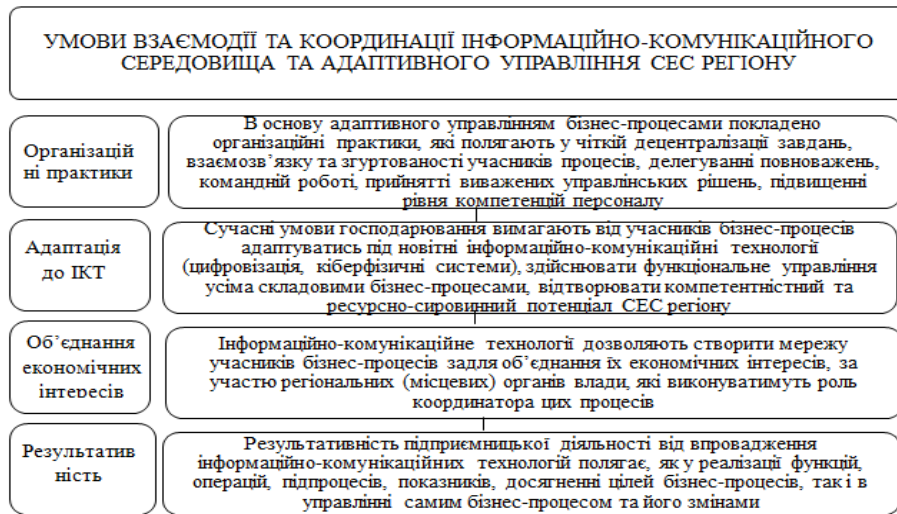 УМОВИ ВЗАЄМОДІЇ ТА КООРДИНАЦІЇ ІНФОРМАЦІЙНО-КОМУНІКАЦІЙНОГО
СЕРЕДОВИЩА ТА АДАПТИВНОГО УПРАВЛІННЯ СЕС РЕГІОНУ
Організацій
ні практики
В основу адаптивного управлінням бізнес-процесами покладено
організаційні практики, які полягають у чіткій децентралізації завдань,
взаємозв’язку та згуртованості учасників процесів, делегуванні повноважень,
командній роботі, прийнятті виважених управлінських рішень, підвищенні
рівня компетенцій персоналу
Адаптація
до ІКТ
Сучасні умови господарювання вимагають від учасників бізнес-процесів
адаптуватись під новітні інформаційно-комунікаційні технології
(цифровізація, кіберфізичні системи), здійснювати функціональне управління
усіма складовими бізнес-процесами, відтворювати компетентністний та
ресурсно-сировинний потенціал СЕС регіону
Об’єднання
економічних
інтересів
Інформаційно-комунікаційне технології дозволяють створити мережу
учасників бізнес-процесів задля об’єднання їх економічних інтересів, за
участю регіональних (місцевих) органів влади, які виконуватимуть роль
координатора цих процесів
Результатив
ність
Результативність підприємницької діяльності від впровадження
інформаційно-комунікаційних технологій полягає, як у реалізації функцій,
операцій, підпроцесів, показників, досягненні цілей бізнес-процесів, так і в
управлінні самим бізнес-процесом та його змінами